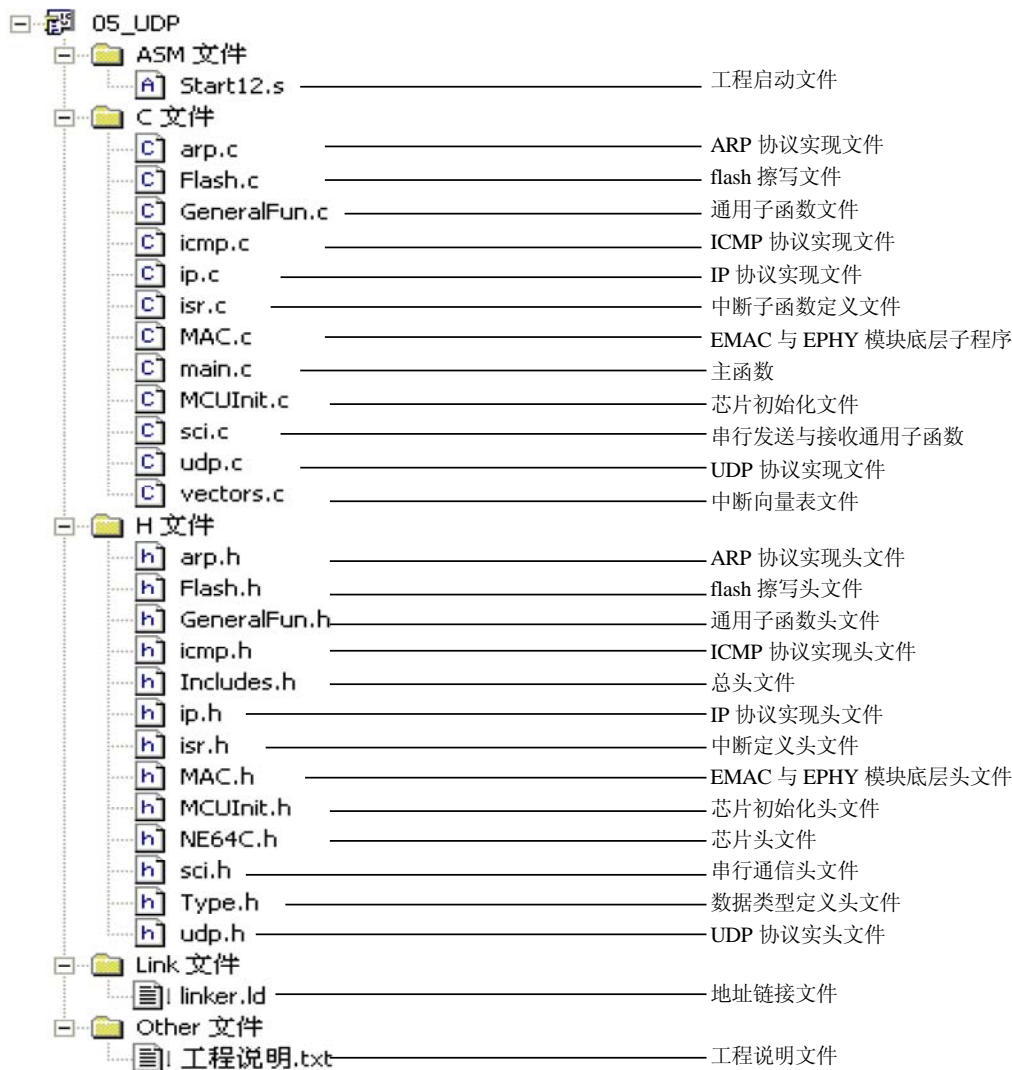 05_UDP
ASM 文件
Start12.s 工程启动文件
C 文件
arp.c ARP 协议实现文件
Flash.c flash 擦写文件
GeneralFun.c 通用子函数文件
icmp.c ICMP 协议实现文件
ip.c IP 协议实现文件
isr.c 中断子函数定义文件
MAC.c EMAC 与 EPHY 模块底层子程序
main.c 主函数
MCUInit.c 芯片初始化文件
sci.c 串行发送与接收通用子函数
udp.c UDP 协议实现文件
vectors.c 中断向量表文件
H 文件
arp.h ARP 协议实现头文件
Flash.h flash 擦写头文件
GeneralFun.h 通用子函数头文件
icmp.h ICMP 协议实现头文件
Includes.h 总头文件
ip.h IP 协议实现头文件
isr.h 中断定义头文件
MAC.h EMAC 与 EPHY 模块底层头文件
MCUInit.h 芯片初始化头文件
NE64C.h 芯片头文件
sci.h 串行通信头文件
Type.h 数据类型定义头文件
udp.h UDP 协议实头文件
Link 文件
linker.ld 地址链接文件
Other 文件
工程说明.txt 工程说明文件